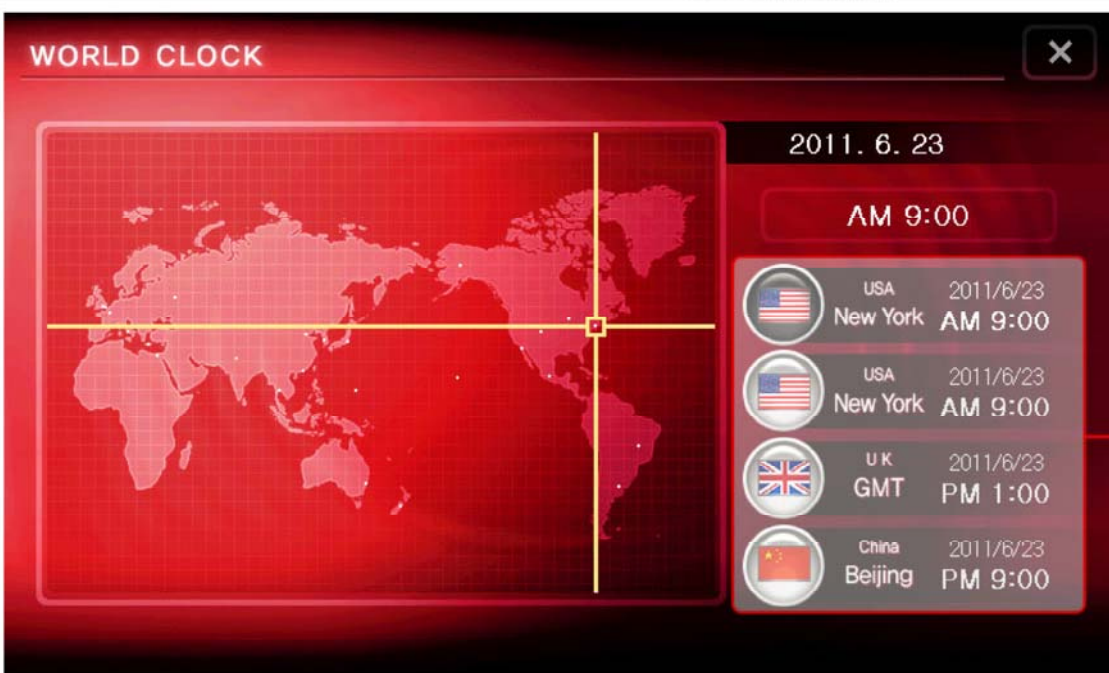 WORLD CLOCK
×
2011. 6. 23
AM 9:00
USA
New York
2011/6/23
AM 9:00
USA
New York
2011/6/23
AM 9:00
U K
GMT
2011/6/23
PM 1:00
China
Beijing
2011/6/23
PM 9:00